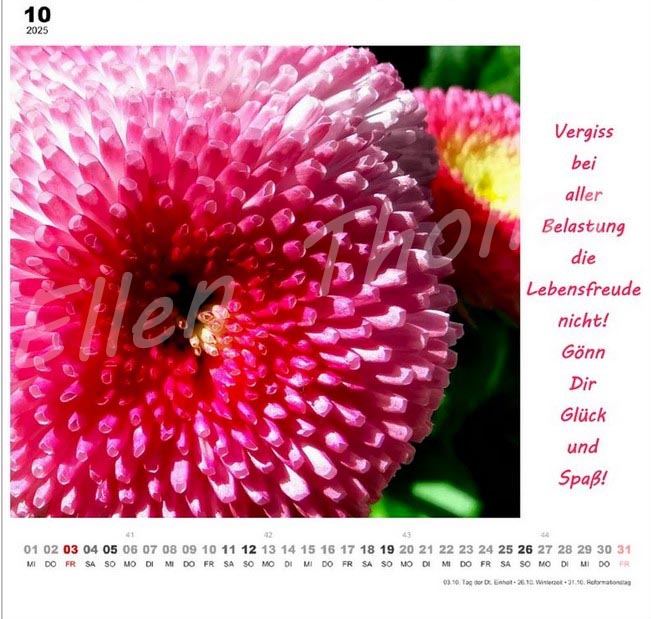 10
2025
Vergiss
bei
aller
Belastung
die
Lebensfreude
nicht!
Gönn
Dir
Glück
und
Spaß!
Ellen Thom
41 42 43 44
01 02 03 04 05 06 07 08 09 10 11 12 13 14 15 16 17 18 19 20 21 22 23 24 25 26 27 28 29 30 31
MI DO FR SA SO MO DI MI DO FR SA SO MO DI MI DO FR SA SO MO DI MI DO FR SA SO MO DI MI DO FR
03.10. Tag der Dt. Einheit • 26.10. Winterzeit • 31.10. Reformationstag